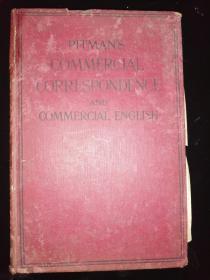 PITMAN'S
COMMERCIAL
CORRESPONDENCE
AND
COMMERCIAL ENGLISH